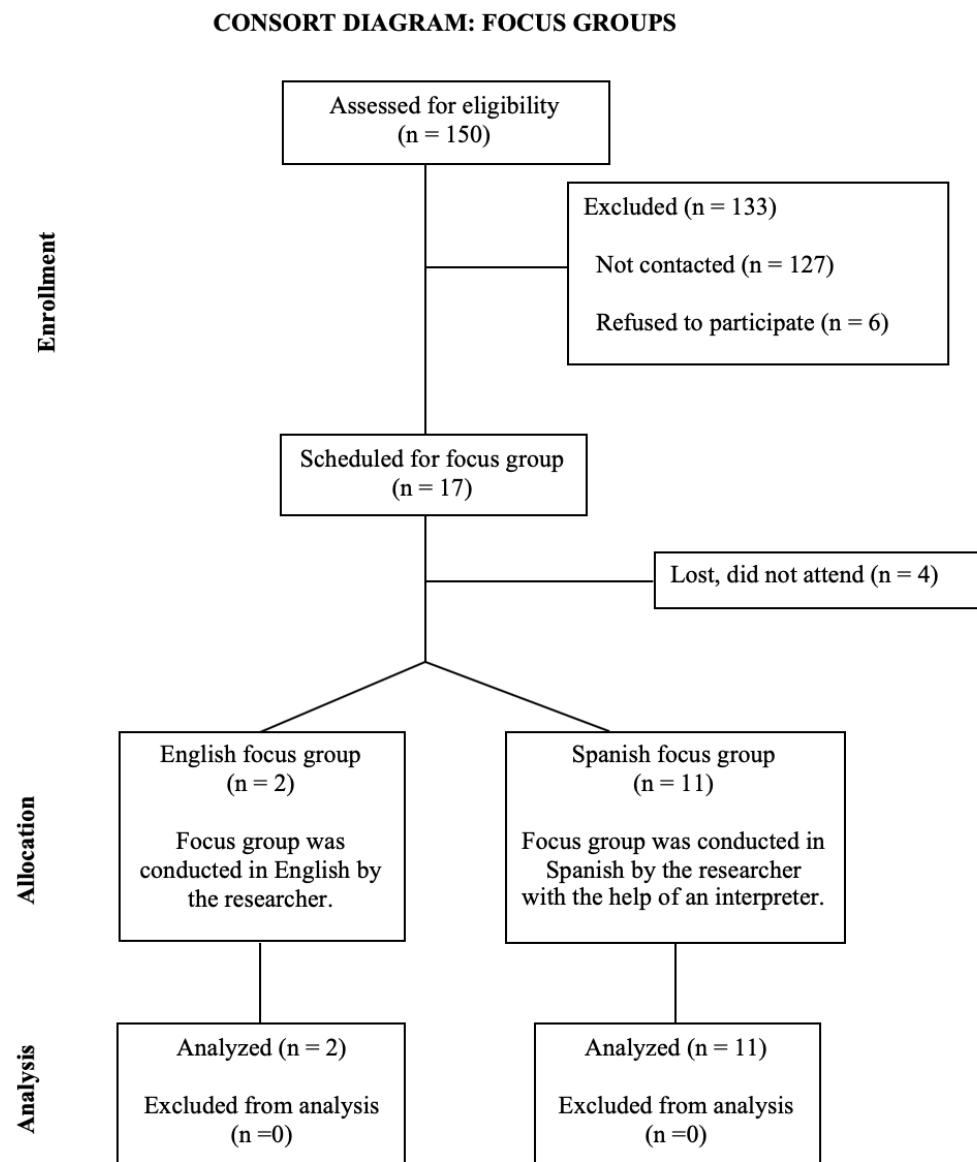 CONSORT DIAGRAM: FOCUS GROUPS
Assessed for eligibility
(n = 150)
Enrollment
Excluded (n = 133)
Not contacted (n = 127)
Refused to participate (n = 6)
Scheduled for focus group
(n = 17)
Lost, did not attend (n = 4)
Allocation
English focus group
(n = 2)
Focus group was
conducted in English by
the researcher.
Spanish focus group
(n = 11)
Focus group was conducted in
Spanish by the researcher
with the help of an interpreter.
Analysis
Analyzed (n = 2)
Excluded from analysis
(n =0)
Analyzed (n = 11)
Excluded from analysis
(n =0)